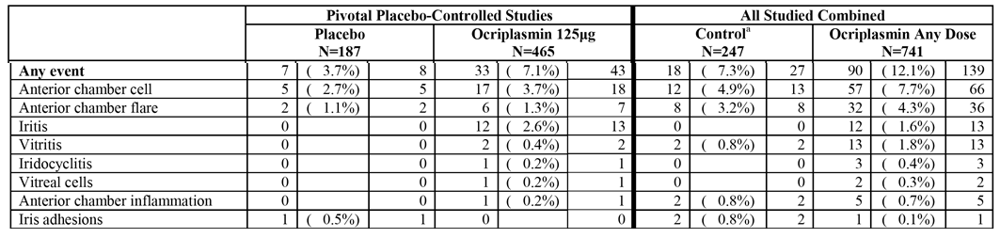 Pivotal Placebo-Controlled Studies All Studied Combined
Placebo Ocriplasmin 125µg Controlᵃ Ocriplasmin Any Dose
N=187 N=465 N=247 N=741
Any event 7 ( 3.7%) 8 33 ( 7.1%) 43 18 ( 7.3%) 27 90 ( 12.1%) 139
Anterior chamber cell 5 ( 2.7%) 5 17 ( 3.7%) 18 12 ( 4.9%) 13 57 ( 7.7%) 66
Anterior chamber flare 2 ( 1.1%) 2 6 ( 1.3%) 7 8 ( 3.2%) 8 32 ( 4.3%) 36
Iritis 0 0 12 ( 2.6%) 13 0 0 12 ( 1.6%) 13
Vitritis 0 0 2 ( 0.4%) 2 2 ( 0.8%) 2 13 ( 1.8%) 13
Iridocyclitis 0 0 1 ( 0.2%) 1 0 0 3 ( 0.4%) 3
Vitreal cells 0 0 1 ( 0.2%) 1 0 0 2 ( 0.3%) 2
Anterior chamber inflammation 0 0 1 ( 0.2%) 1 2 ( 0.8%) 2 5 ( 0.7%) 5
Iris adhesions 1 ( 0.5%) 1 0 0 2 ( 0.8%) 2 1 ( 0.1%) 1